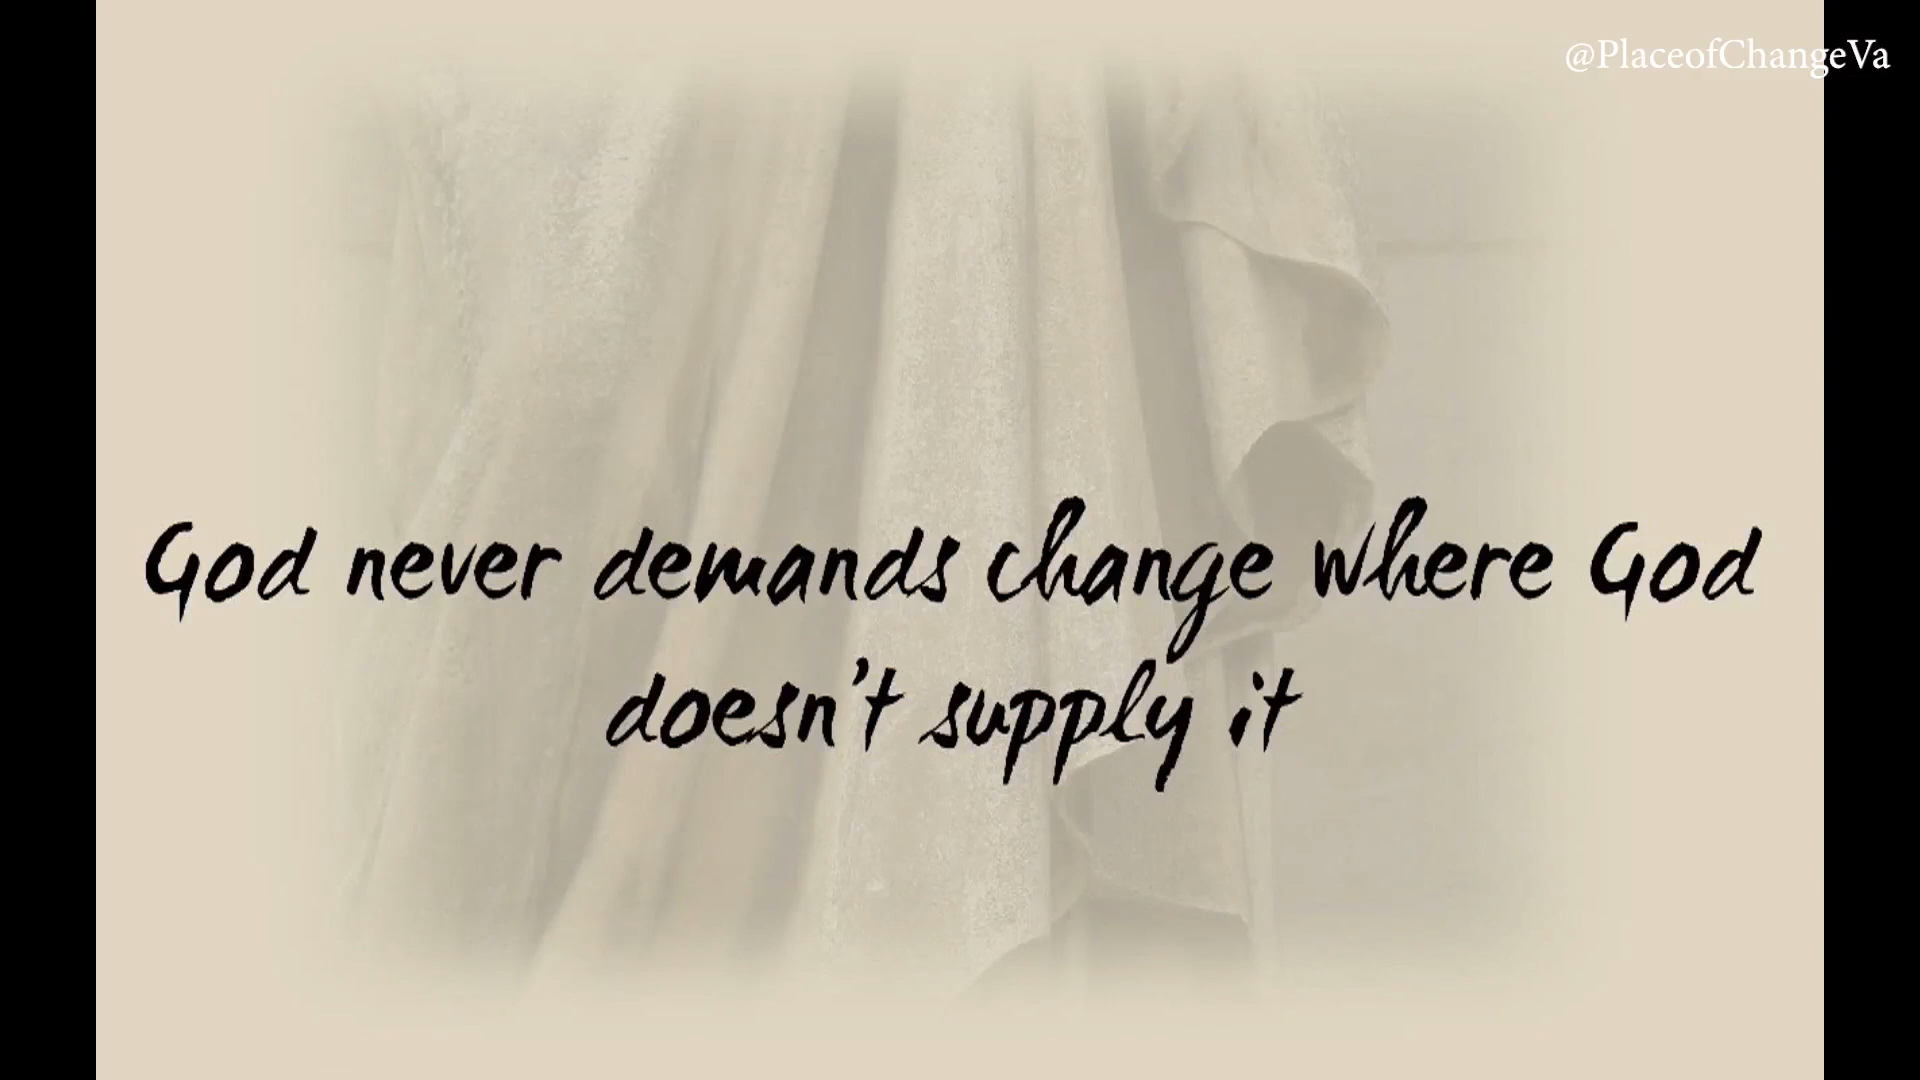 @PlaceofChangeVa
God never demands change where God
doesn't supply it